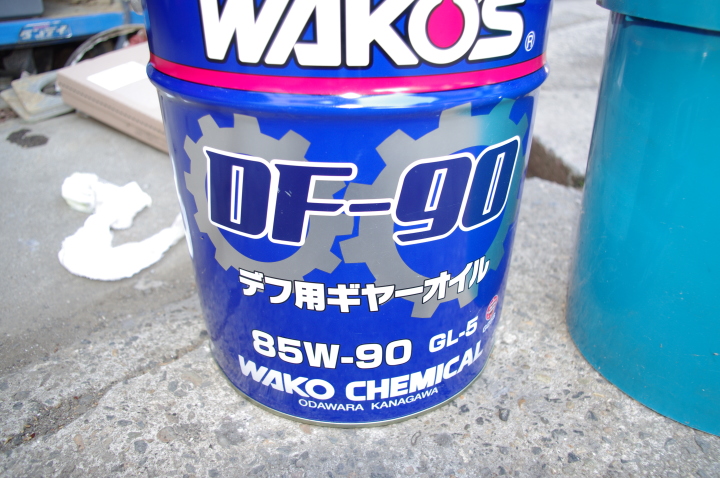 WAKO'S®
DF-90
デフ用ギヤーオイル
85W-90 GL-5
WAKO CHEMICAL
ODAWARA KANAGAWA